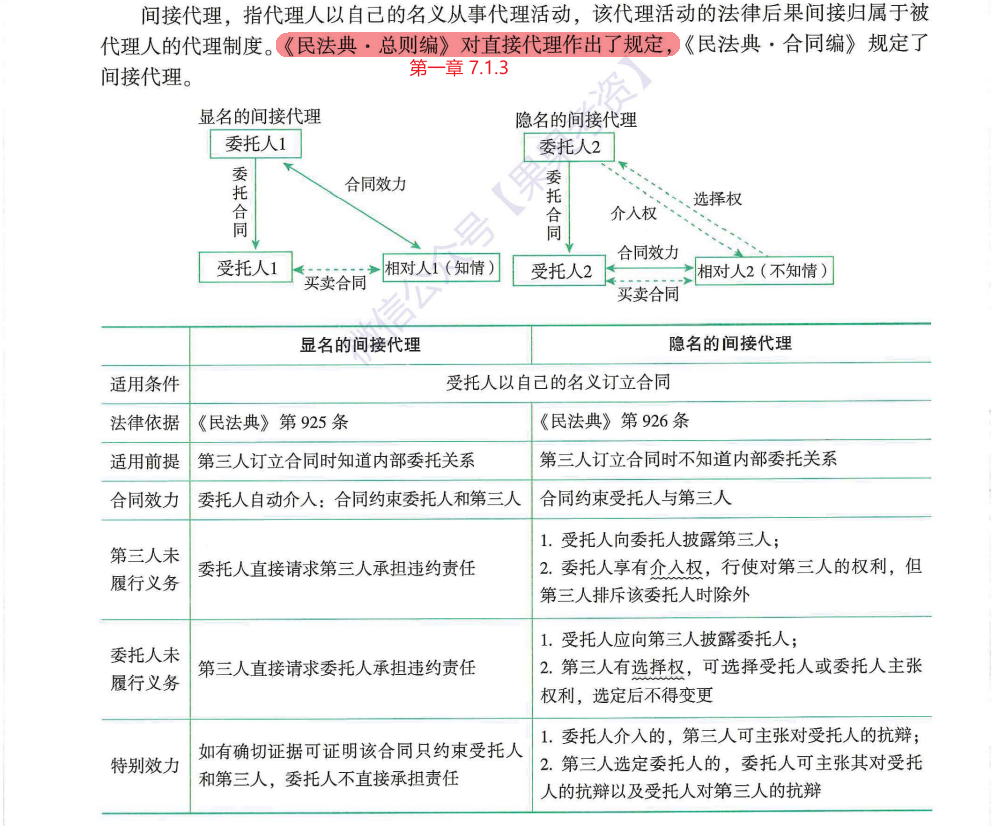 间接代理，指代理人以自己的名义从事代理活动，该代理活动的法律后果间接归属于被
代理人的代理制度。《民法典·总则编》对直接代理作出了规定，《民法典·合同编》规定了
第一章 7.1.3
间接代理。
显名的间接代理
委托人1
委托合同
合同效力
受托人1
买卖合同
相对人1（知情）
隐名的间接代理
委托人2
委托合同
介入权
选择权
合同效力
受托人2
买卖合同
相对人2（不知情）
微信公众号【果果考资】
显名的间接代理 隐名的间接代理
适用条件 受托人以自己的名义订立合同
法律依据 《民法典》第 925 条 《民法典》第 926 条
适用前提 第三人订立合同时知道内部委托关系 第三人订立合同时不知道内部委托关系
合同效力 委托人自动介入：合同约束委托人和第三人 合同约束受托人与第三人
第三人未
履行义务
委托人直接请求第三人承担违约责任
1. 受托人向委托人披露第三人；
2. 委托人享有介入权，行使对第三人的权利，但
第三人排斥该委托人时除外
委托人未
履行义务
第三人直接请求委托人承担违约责任
1. 受托人应向第三人披露委托人；
2. 第三人有选择权，可选择受托人或委托人主张
权利，选定后不得变更
特别效力
如有确切证据可证明该合同只约束受托人
和第三人，委托人不直接承担责任
1. 委托人介入的，第三人可主张对受托人的抗辩；
2. 第三人选定委托人的，委托人可主张其对受托
人的抗辩以及受托人对第三人的抗辩